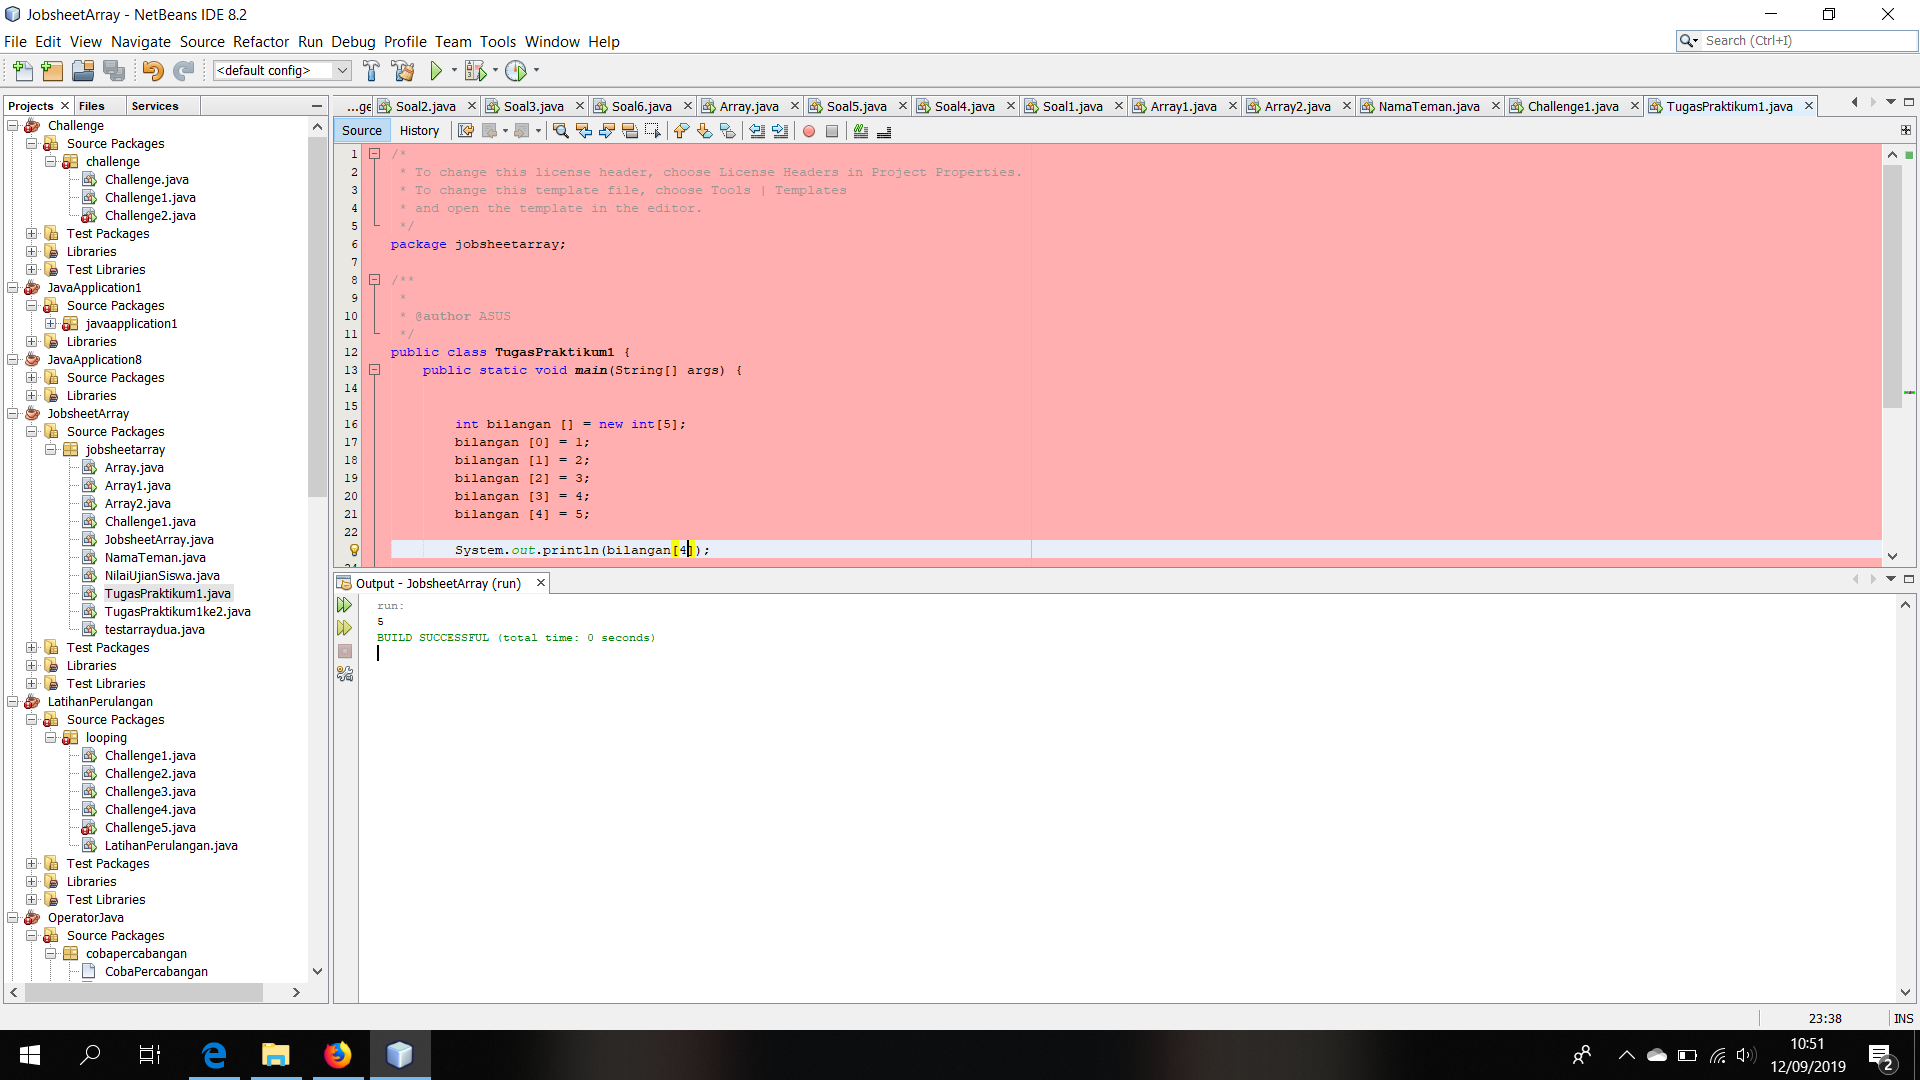 JobsheetArray - NetBeans IDE 8.2
File Edit View Navigate Source Refactor Run Debug Profile Team Tools Window Help
Search (Ctrl+I)
<default config>
Projects Files Services
Challenge
Source Packages
challenge
Challenge.java
Challenge1.java
Challenge2.java
Test Packages
Libraries
Test Libraries
JavaApplication1
Source Packages
javaapplication1
Libraries
JavaApplication8
Source Packages
Libraries
JobsheetArray
Source Packages
jobsheetarray
Array.java
Array1.java
Array2.java
Challenge1.java
JobsheetArray.java
NamaTeman.java
NilaiUjianSiswa.java
TugasPraktikum1.java
TugasPraktikum1ke2.java
testarraydua.java
Test Packages
Libraries
Test Libraries
LatihanPerulangan
Source Packages
looping
Challenge1.java
Challenge2.java
Challenge3.java
Challenge4.java
Challenge5.java
LatihanPerulangan.java
Test Packages
Libraries
Test Libraries
OperatorJava
Source Packages
cobapercabangan
CobaPercabangan
...ge Soal2.java Soal3.java Soal6.java Array.java Soal5.java Soal4.java Soal1.java Array1.java Array2.java NamaTeman.java Challenge1.java TugasPraktikum1.java
Source History
1 /*
2 * To change this license header, choose License Headers in Project Properties.
3 * To change this template file, choose Tools | Templates
4 * and open the template in the editor.
5 */
6 package jobsheetarray;
7
8 /**
9 *
10 * @author ASUS
11 */
12 public class TugasPraktikum1 {
13 public static void main(String[] args) {
14
15
16 int bilangan [] = new int[5];
17 bilangan [0] = 1;
18 bilangan [1] = 2;
19 bilangan [2] = 3;
20 bilangan [3] = 4;
21 bilangan [4] = 5;
22
System.out.println(bilangan[4]);
Output - JobsheetArray (run)
run:
5
BUILD SUCCESSFUL (total time: 0 seconds)
23:38 INS
10:51
12/09/2019
2